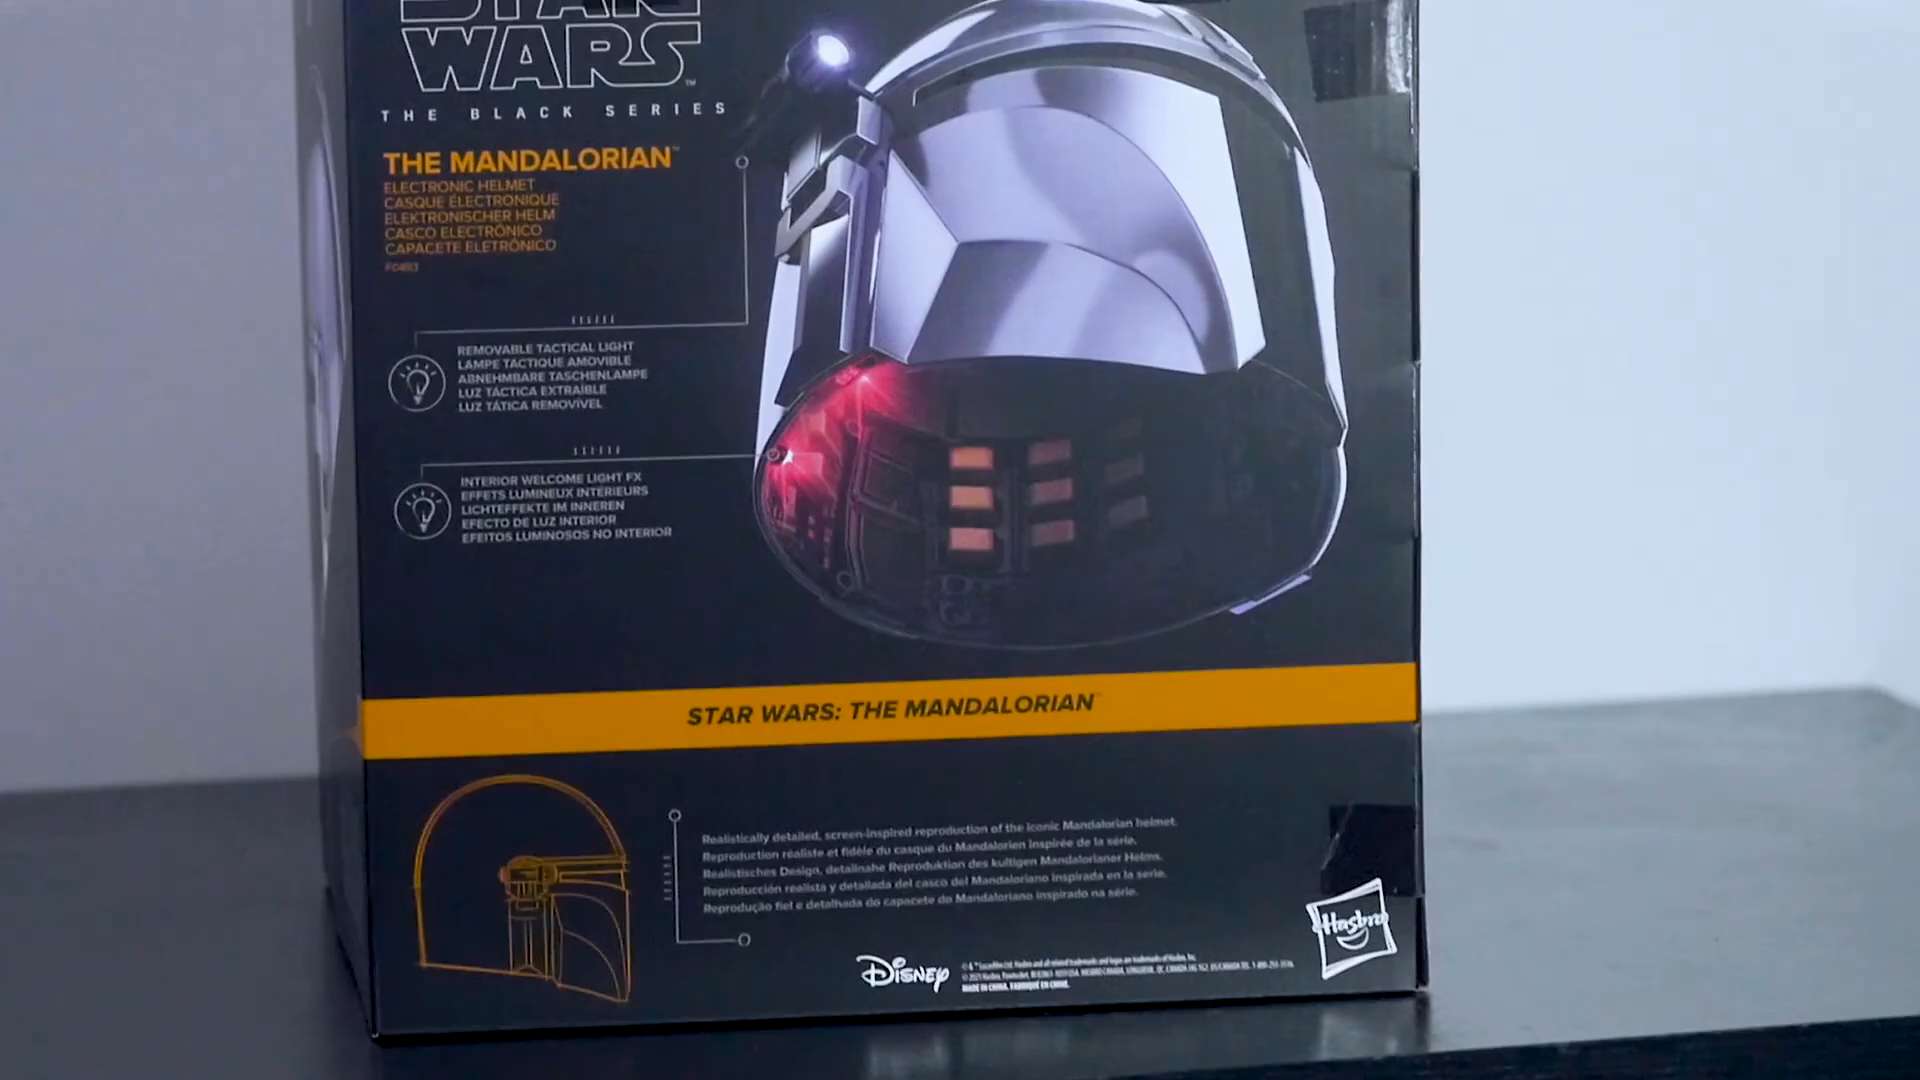 STAR
WARS™
THE BLACK SERIES
THE MANDALORIAN™
ELECTRONIC HELMET
CASQUE ÉLECTRONIQUE
ELEKTRONISCHER HELM
CASCO ELECTRÓNICO
CAPACETE ELETRÔNICO
F0493
REMOVABLE TACTICAL LIGHT
LAMPE TACTIQUE AMOVIBLE
ABNEHMBARE TASCHENLAMPE
LUZ TÁCTICA EXTRAÍBLE
LUZ TÁTICA REMOVÍVEL
INTERIOR WELCOME LIGHT FX
EFFETS LUMINEUX INTÉRIEURS
LICHTEFFEKTE IM INNEREN
EFECTO DE LUZ INTERIOR
EFEITOS LUMINOSOS NO INTERIOR
STAR WARS: THE MANDALORIAN™
Realistically detailed, screen-inspired reproduction of the iconic Mandalorian helmet.
Reproduction réaliste et fidèle du casque du Mandalorien inspirée de la série.
Realistisches Design, detailnahe Reproduktion des kultigen Mandalorianer Helms.
Reproducción realista y detallada del casco del Mandaloriano inspirada en la serie.
Reprodução fiel e detalhada do capacete do Mandaloriano inspirado na série.
Hasbro
Disney
MADE IN CHINA. FABRIQUÉ EN CHINE.